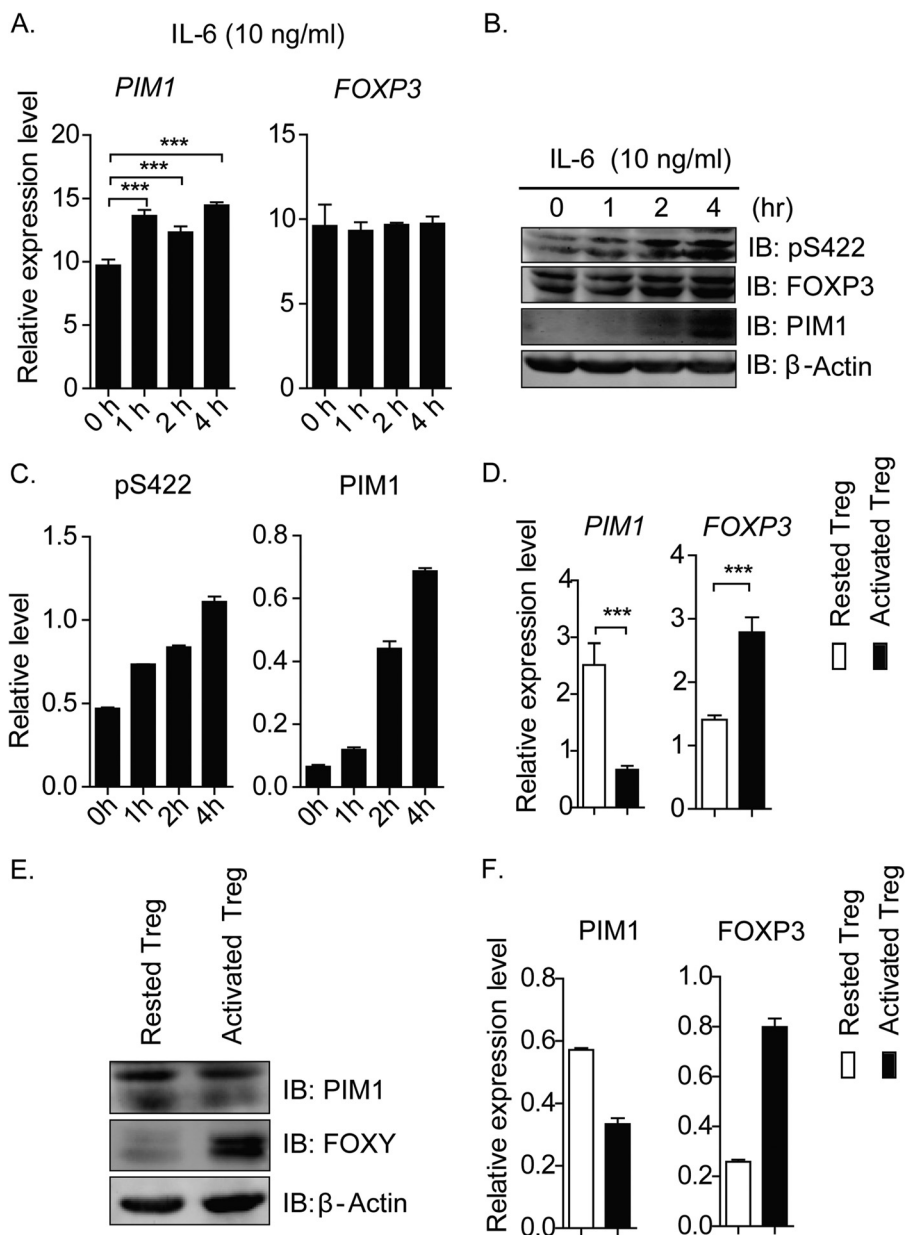 A.
IL-6 (10 ng/ml)
PIM1
FOXP3
Relative expression level
20
15
10
5
0
15
10
5
0
***
***
***
0 h
1 h
2 h
4 h
0 h
1 h
2 h
4 h
B.
IL-6 (10 ng/ml)
0 1 2 4 (hr)
IB: pS422
IB: FOXP3
IB: PIM1
IB: β-Actin
C.
pS422
PIM1
Relative level
1.5
1.0
0.5
0.0
0.8
0.6
0.4
0.2
0.0
0h
1h
2h
4h
0h
1h
2h
4h
D.
PIM1
FOXP3
Relative expression level
4
3
2
1
0
4
3
2
1
0
***
***
Rested Treg
Activated Treg
E.
Rested Treg
Activated Treg
IB: PIM1
IB: FOXY
IB:β-Actin
F.
PIM1
FOXP3
Relative expression level
0.8
0.6
0.4
0.2
0.0
1.0
0.8
0.6
0.4
0.2
0.0
Rested Treg
Activated Treg